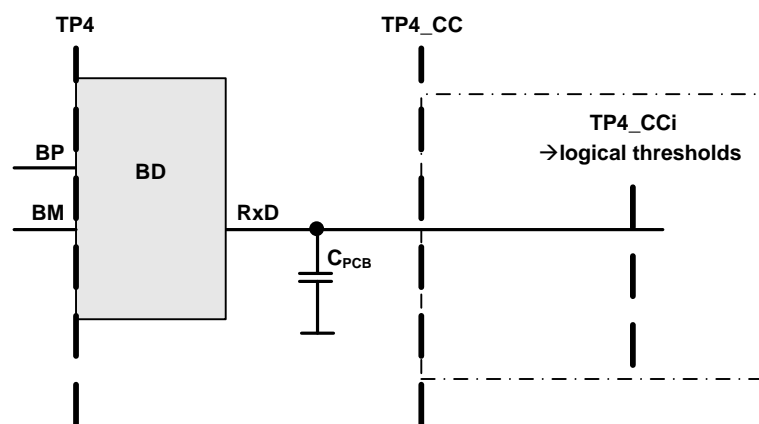 TP4
TP4_CC
TP4_CCi
→logical thresholds
BP
BD
BM
RxD
CPCB